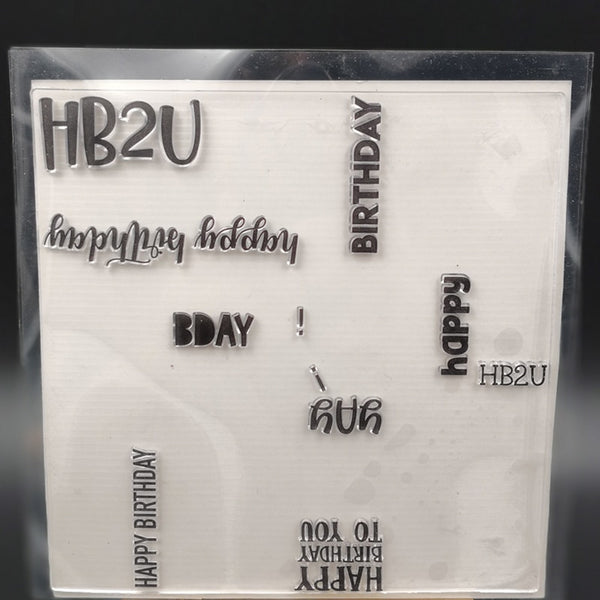 HB2U
BIRTHDAY
happy birthday
happy
BDAY !
HB2U
!
yay
HAPPY BIRTHDAY
HAPPY
BIRTHDAY
TO YOU